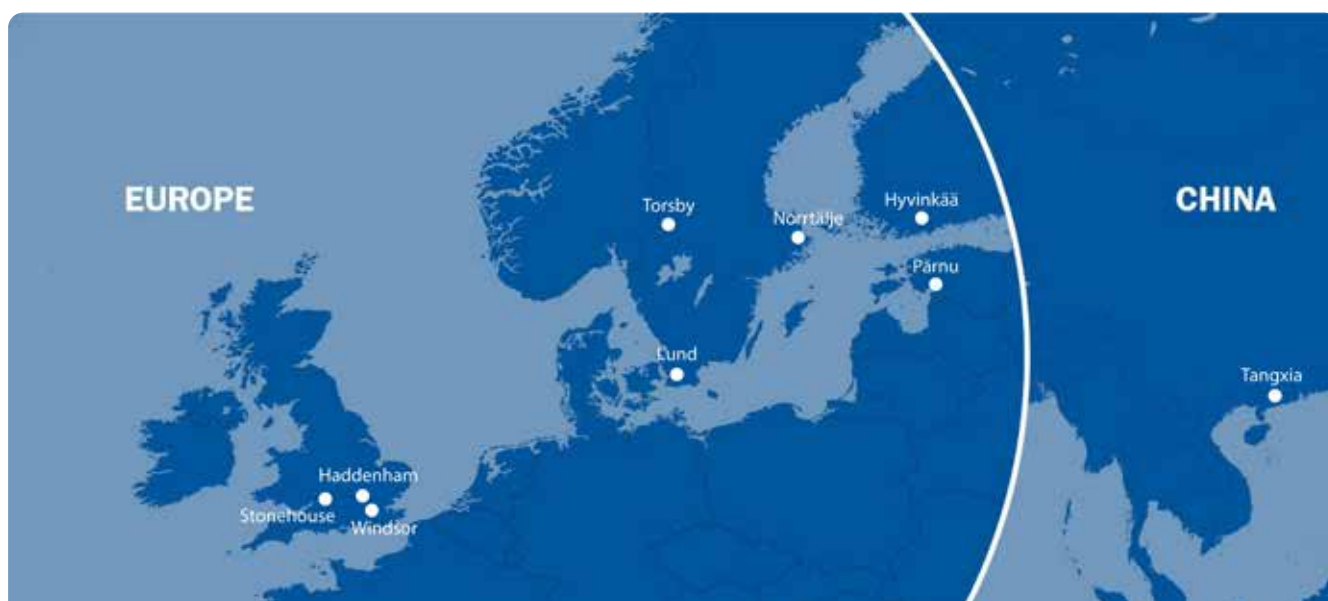 EUROPE
CHINA
Torsby
Norrtälje
Hyvinkää
Pärnu
Lund
Tangxia
Haddenham
Stonehouse
Windsor